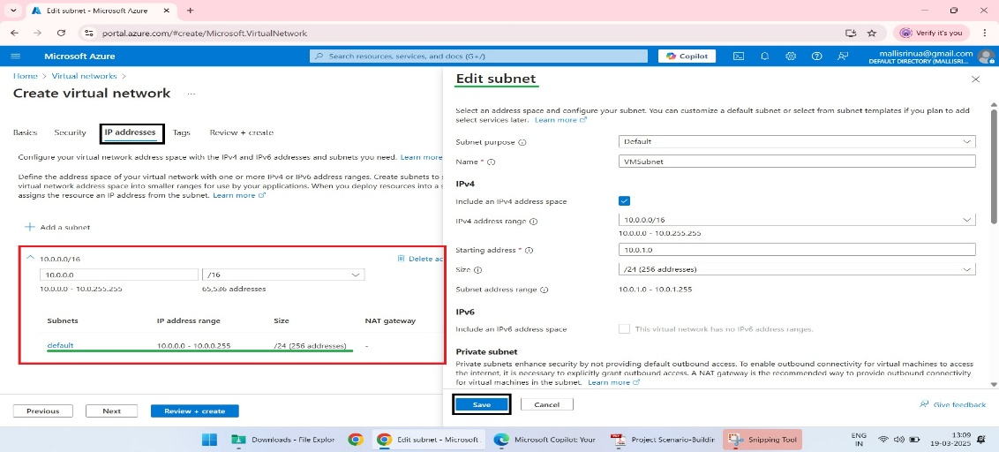 Edit subnet - Microsoft Azure
portal.azure.com/#create/Microsoft.VirtualNetwork
Verify it's you
Microsoft Azure
Search resources, services, and docs (G+/)
Copilot
mallisrinua@gmail.com
DEFAULT DIRECTORY (MALLISRI...
Home > Virtual networks >
Create virtual network ...
Basics Security IP addresses Tags Review + create
Configure your virtual network address space with the IPv4 and IPv6 addresses and subnets you need. Learn more
Define the address space of your virtual network with one or more IPv4 or IPv6 address ranges. Create subnets to s
virtual network address space into smaller ranges for use by your applications. When you deploy resources into a s
assigns the resource an IP address from the subnet. Learn more
+ Add a subnet
10.0.0.0/16
Delete ac
10.0.0.0 /16
10.0.0.0 - 10.0.255.255 65,536 addresses
Subnets IP address range Size NAT gateway
default 10.0.0.0 - 10.0.0.255 /24 (256 addresses) -
Previous Next Review + create
Edit subnet
Select an address space and configure your subnet. You can customize a default subnet or select from subnet templates if you plan to add
select services later. Learn more
Subnet purpose Default
Name * VMSubnet
IPv4
Include an IPv4 address space
IPv4 address range 10.0.0.0/16
10.0.0.0 - 10.0.255.255
Starting address * 10.0.1.0
Size /24 (256 addresses)
Subnet address range 10.0.1.0 - 10.0.1.255
IPv6
Include an IPv6 address space This virtual network has no IPv6 address ranges.
Private subnet
Private subnets enhance security by not providing default outbound access. To enable outbound connectivity for virtual machines to access
the internet, it is necessary to explicitly grant outbound access. A NAT gateway is the recommended way to provide outbound connectivity
for virtual machines in the subnet. Learn more
Save Cancel Give feedback
Downloads - File Explor Edit subnet - Microsoft Microsoft Copilot: Your Project Scenario-Buildin Snipping Tool
ENG
IN
13:09
19-03-2025